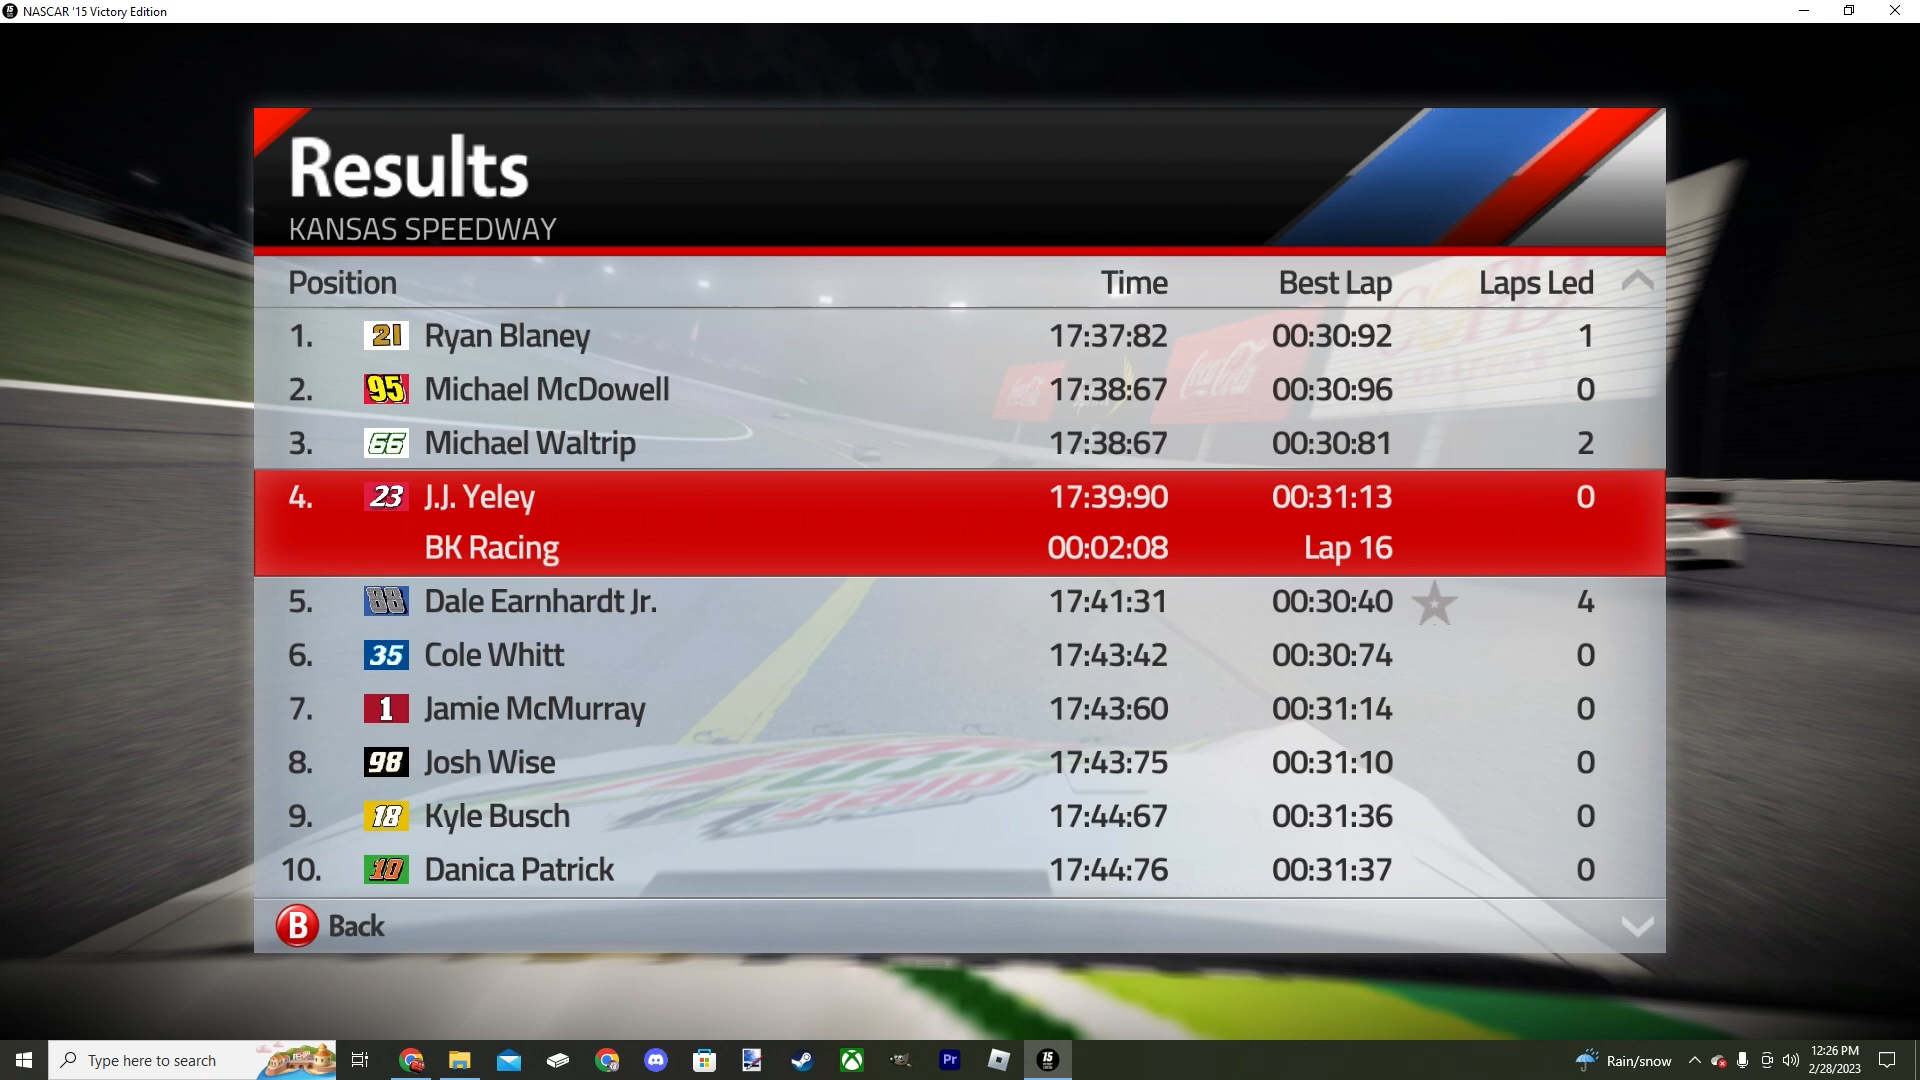 NASCAR '15 Victory Edition
Results
KANSAS SPEEDWAY
Position Time Best Lap Laps Led
1. 21 Ryan Blaney 17:37:82 00:30:92 1
2. 95 Michael McDowell 17:38:67 00:30:96 0
3. 66 Michael Waltrip 17:38:67 00:30:81 2
4. 23 J.J. Yeley 17:39:90 00:31:13 0
BK Racing 00:02:08 Lap 16
5. 88 Dale Earnhardt Jr. 17:41:31 00:30:40 4
6. 35 Cole Whitt 17:43:42 00:30:74 0
7. 1 Jamie McMurray 17:43:60 00:31:14 0
8. 98 Josh Wise 17:43:75 00:31:10 0
9. 18 Kyle Busch 17:44:67 00:31:36 0
10. 10 Danica Patrick 17:44:76 00:31:37 0
B Back
Type here to search
Pr
15
Rain/snow
12:26 PM
2/28/2023